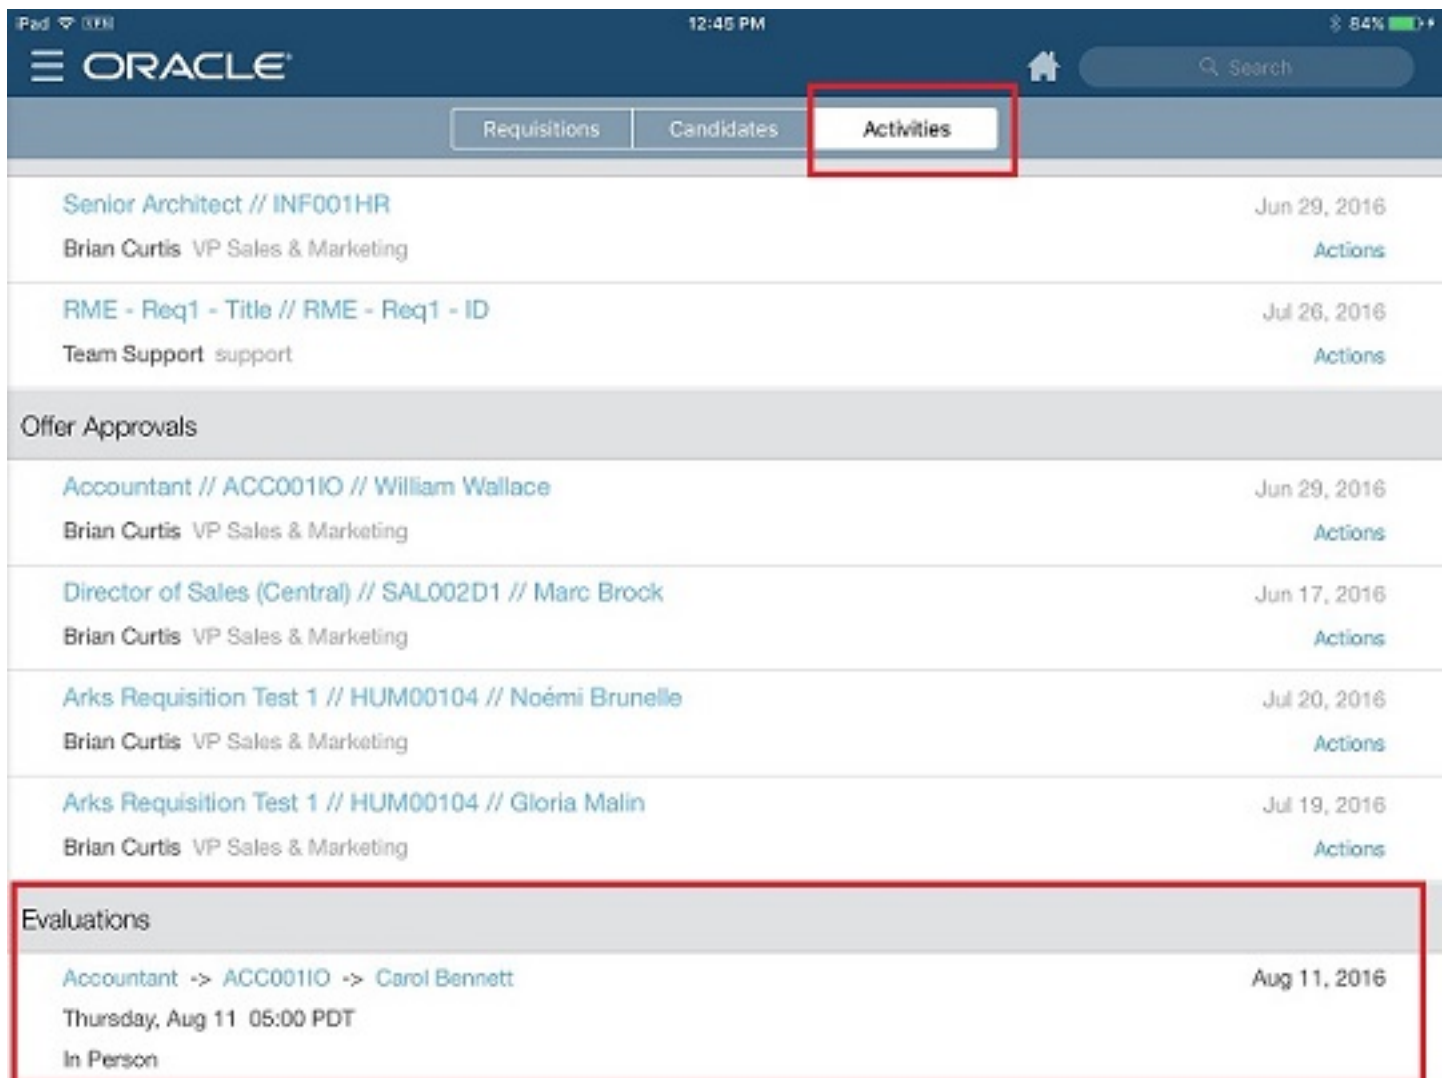 iPad VPN 12:45 PM 84%
ORACLE Search
Requisitions Candidates Activities
Senior Architect // INF001HR Jun 29, 2016
Brian Curtis VP Sales & Marketing Actions
RME - Req1 - Title // RME - Req1 - ID Jul 26, 2016
Team Support support Actions
Offer Approvals
Accountant // ACC001IO // William Wallace Jun 29, 2016
Brian Curtis VP Sales & Marketing Actions
Director of Sales (Central) // SAL002D1 // Marc Brock Jun 17, 2016
Brian Curtis VP Sales & Marketing Actions
Arks Requisition Test 1 // HUM00104 // Noémi Brunelle Jul 20, 2016
Brian Curtis VP Sales & Marketing Actions
Arks Requisition Test 1 // HUM00104 // Gloria Malin Jul 19, 2016
Brian Curtis VP Sales & Marketing Actions
Evaluations
Accountant -> ACC001IO -> Carol Bennett Aug 11, 2016
Thursday, Aug 11 05:00 PDT
In Person